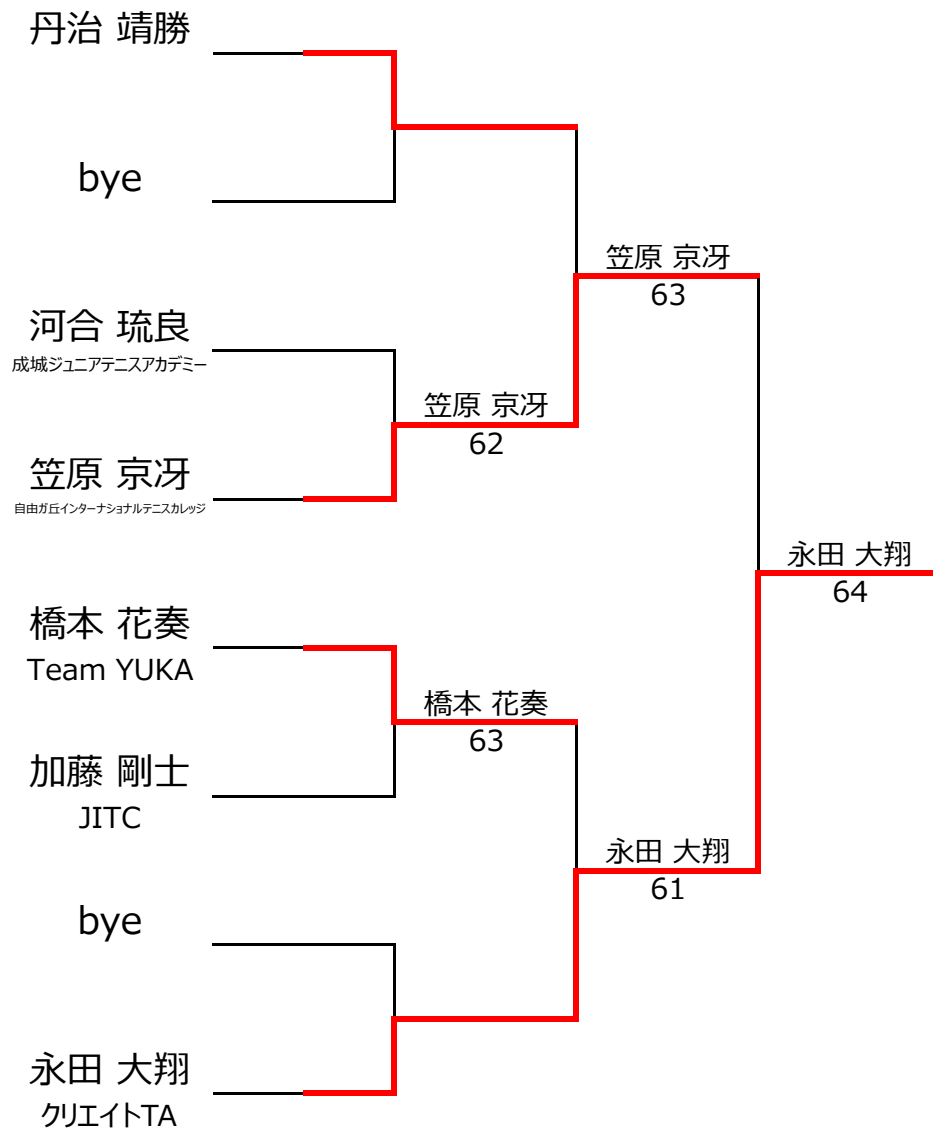 丹治 靖勝
bye
河合 琉良
成城ジュニアテニスアカデミー
笠原 京冴
自由ガ丘インターナショナルテニスカレッジ
橋本 花奏
Team YUKA
加藤 剛士
JITC
bye
永田 大翔
クリエイトTA
笠原 京冴
62
橋本 花奏
63
笠原 京冴
63
永田 大翔
61
永田 大翔
64